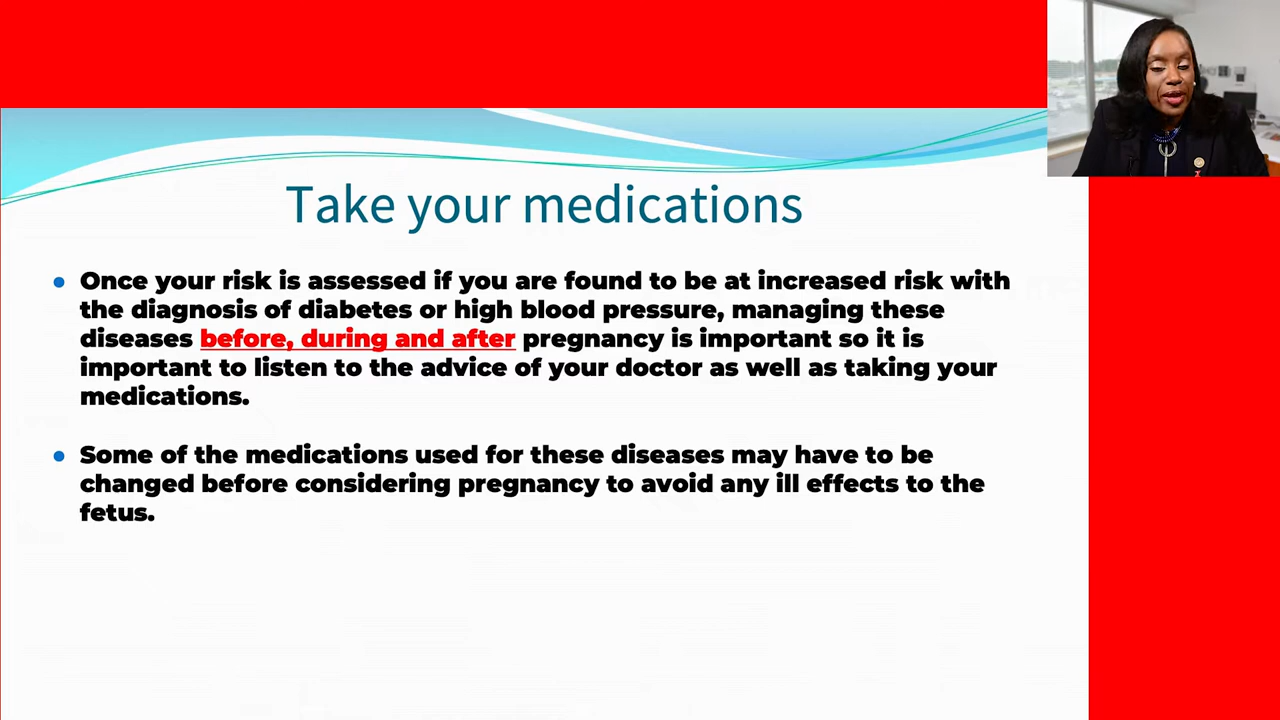 Take your medications
• Once your risk is assessed if you are found to be at increased risk with
the diagnosis of diabetes or high blood pressure, managing these
diseases before, during and after pregnancy is important so it is
important to listen to the advice of your doctor as well as taking your
medications.
• Some of the medications used for these diseases may have to be
changed before considering pregnancy to avoid any ill effects to the
fetus.